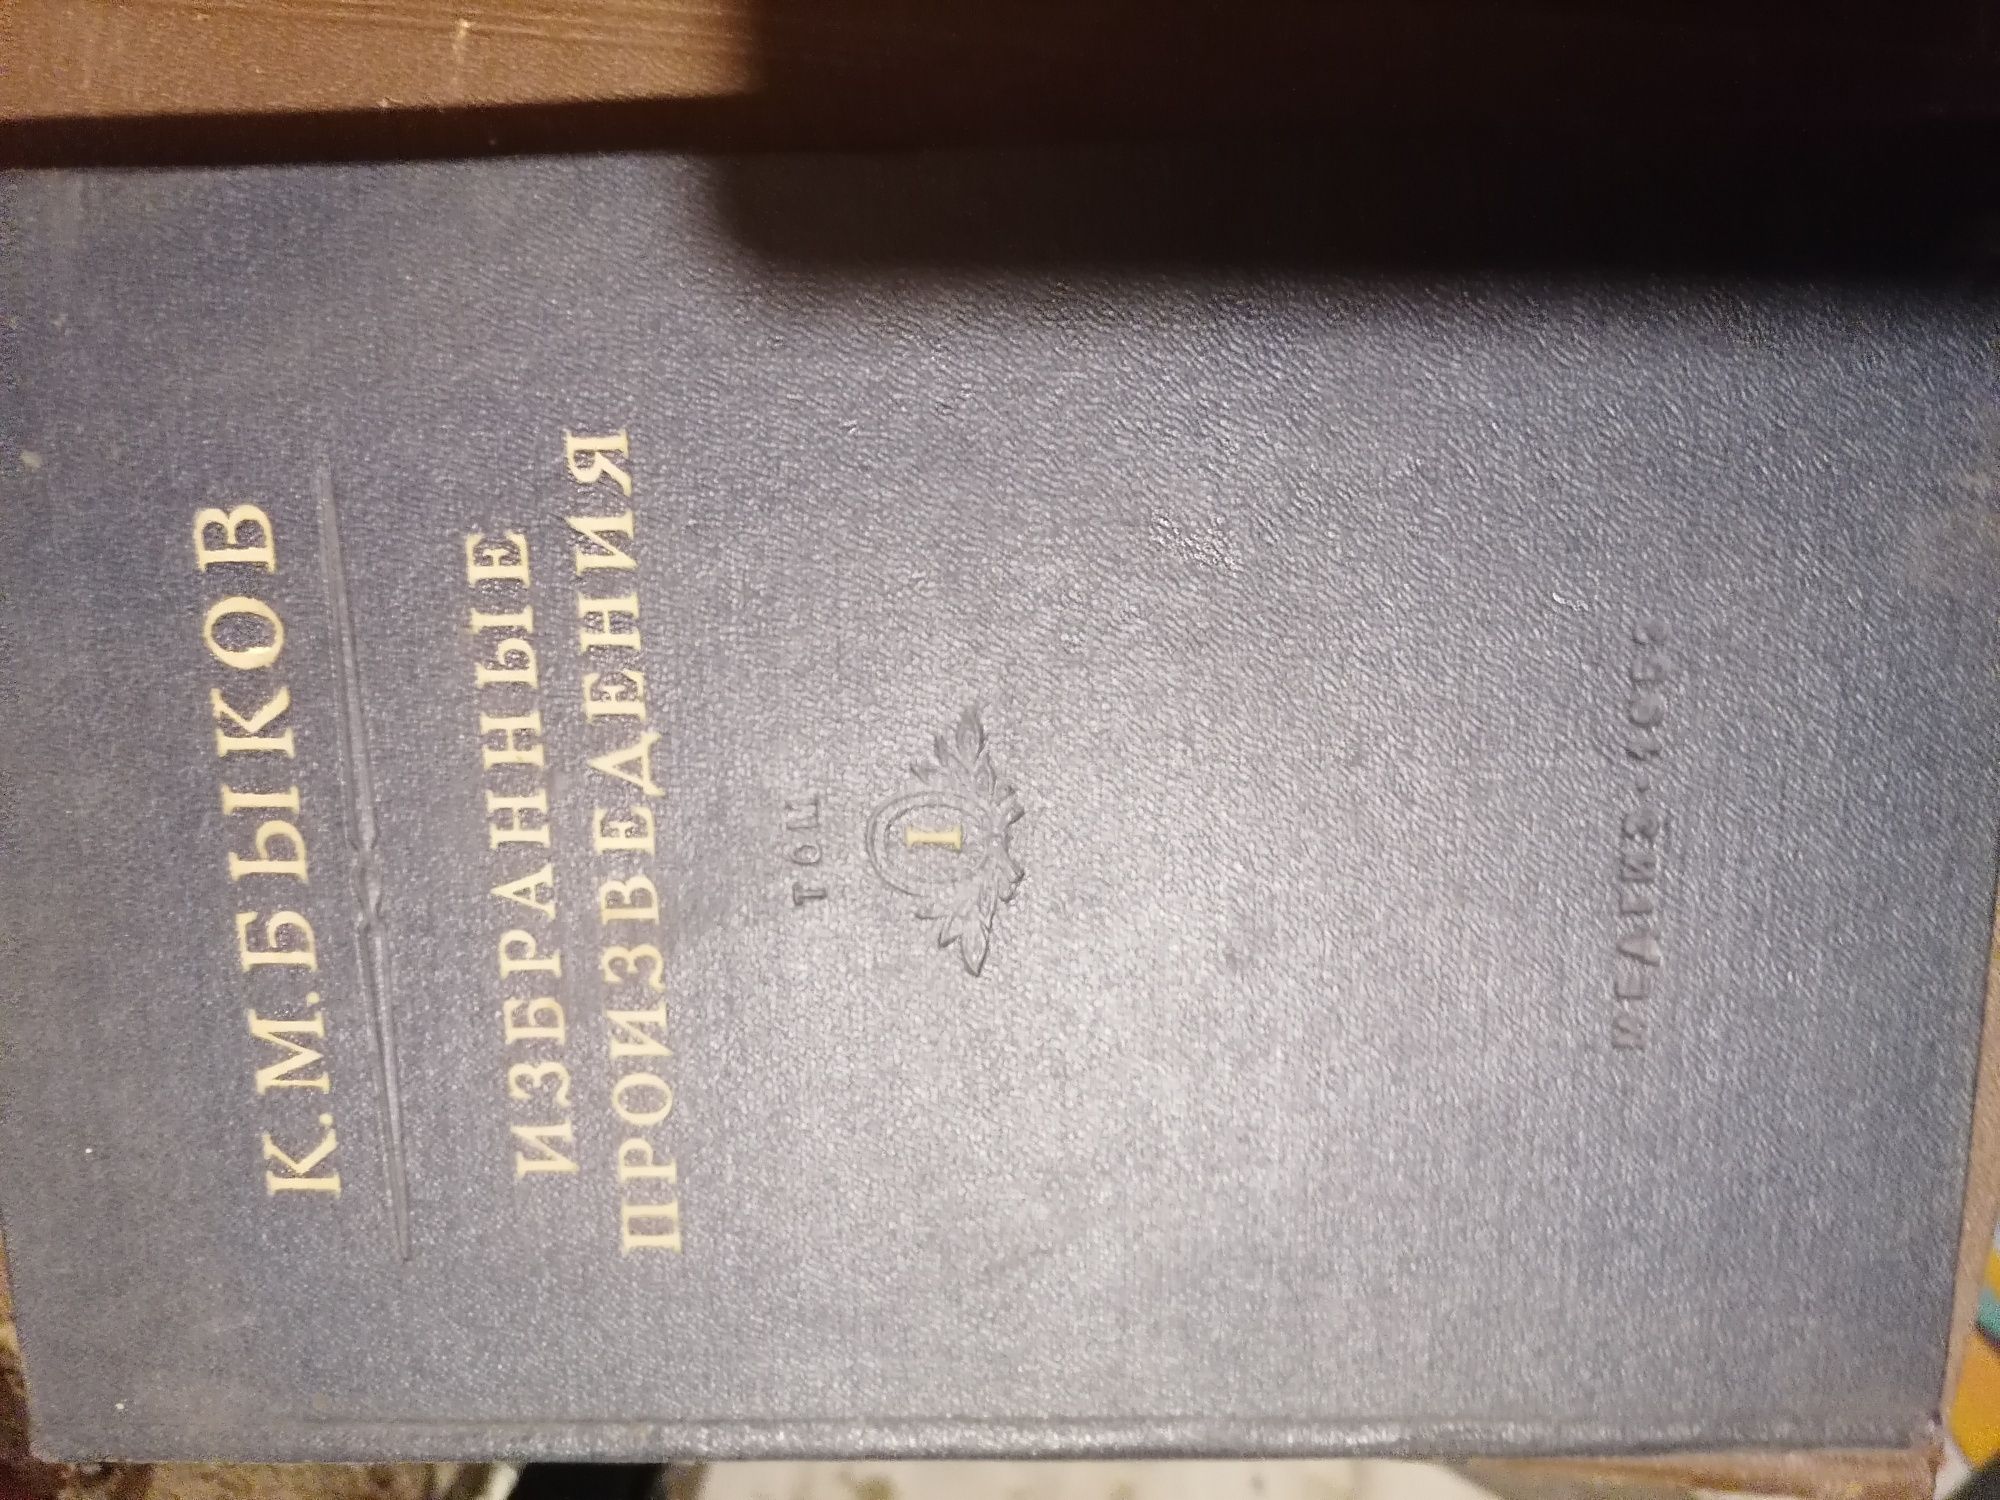 К.М.БЫКОВ
ИЗБРАННЫЕ
ПРОИЗВЕДЕНИЯ
ТОМ
I
МЕДГИЗ·1953